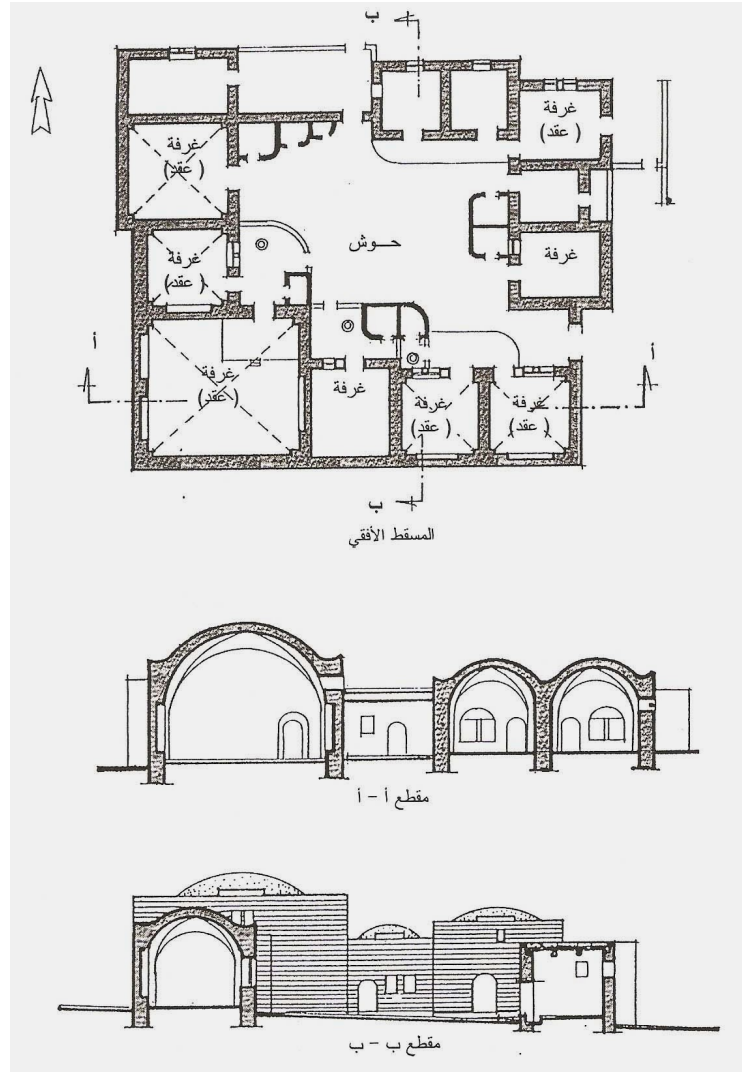 ب
غرفة
(عقد)
غرفة
(عقد)
حوش
غرفة
غرفة
(عقد)
أ
أ
غرفة
(عقد)
غرفة
غرفة
(عقد)
غرفة
(عقد)
ب
المسقط الأفقي
مقطع أ - أ
مقطع ب - ب